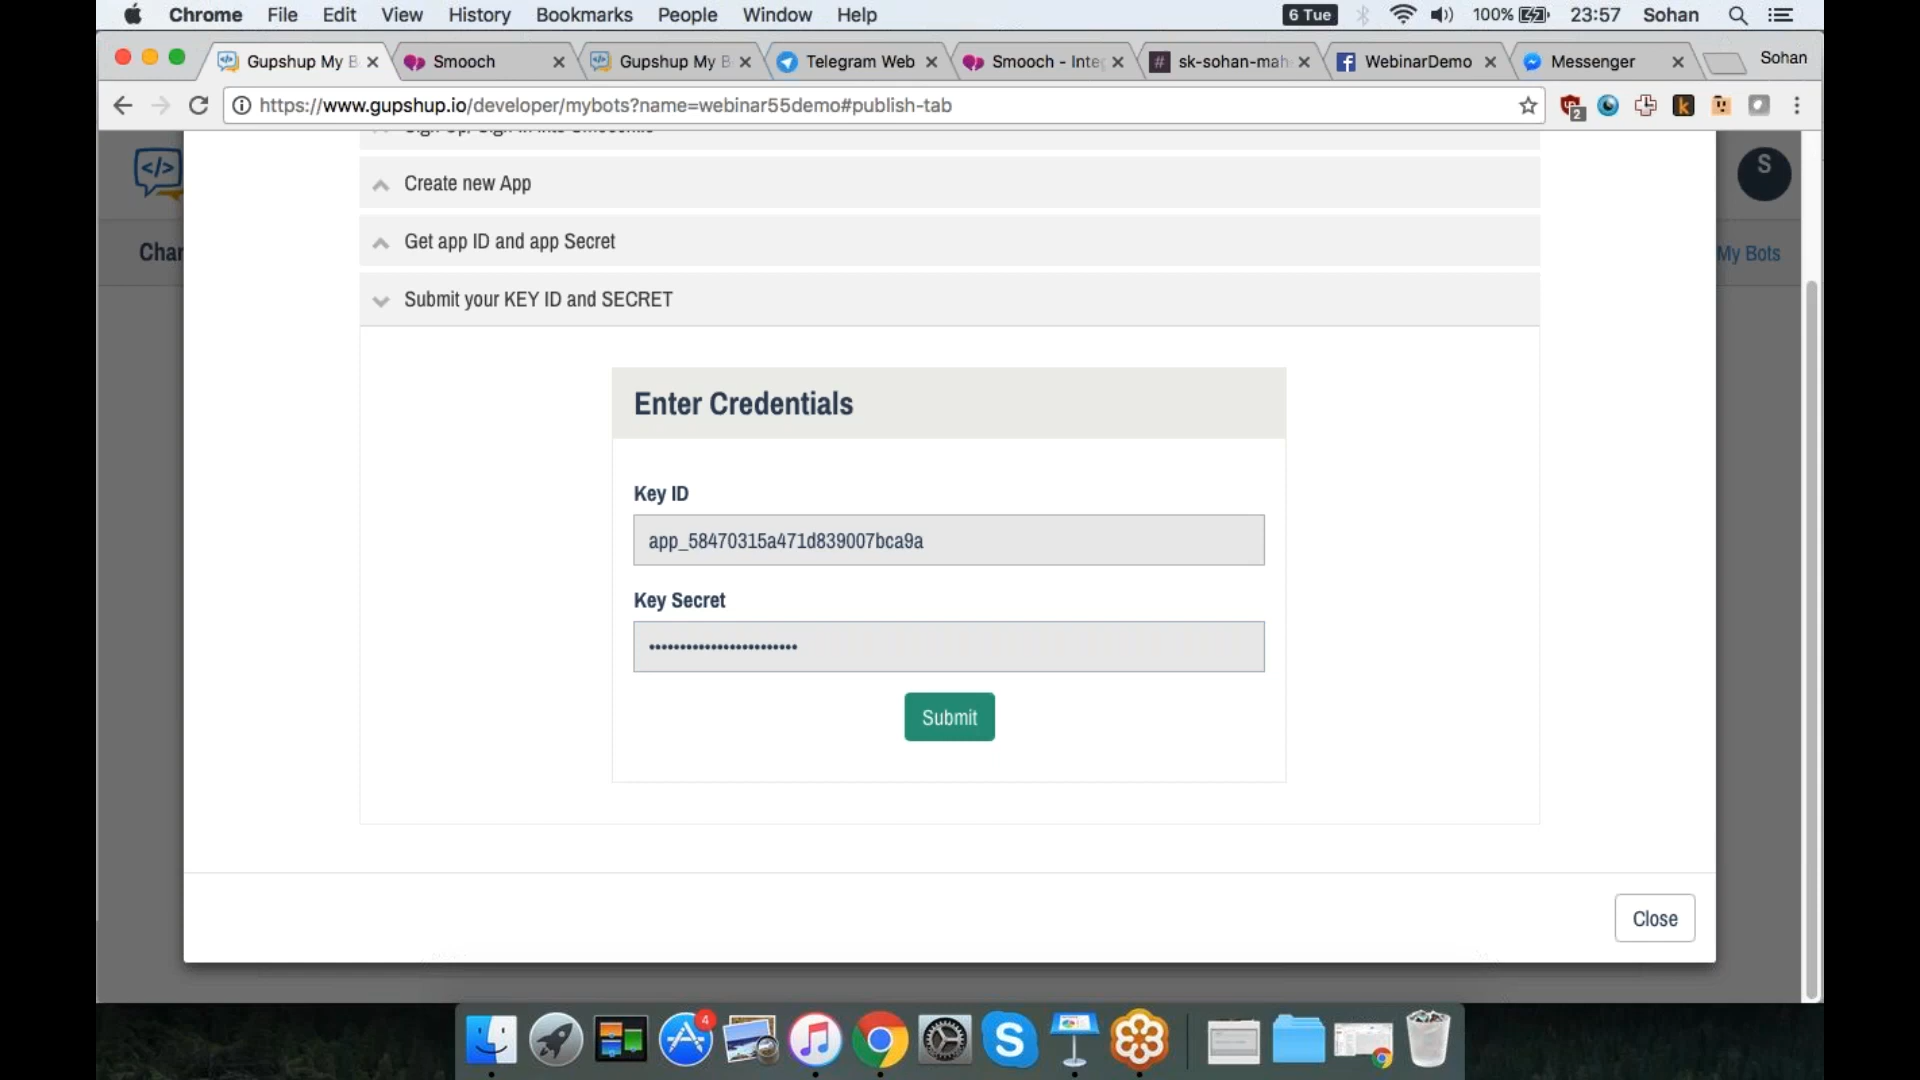 Chrome File Edit View History Bookmarks People Window Help 6 Tue 100% 23:57 Sohan
Gupshup My B Smooch Gupshup My B Telegram Web Smooch - Inte sk-sohan-mah WebinarDemo Messenger Sohan
https://www.gupshup.io/developer/mybots?name=webinar55demo#publish-tab 2
Create new App
S
Get app ID and app Secret
Char
My Bots
Submit your KEY ID and SECRET
Enter Credentials
Key ID
app_58470315a471d839007bca9a
Key Secret
Submit
Close
4